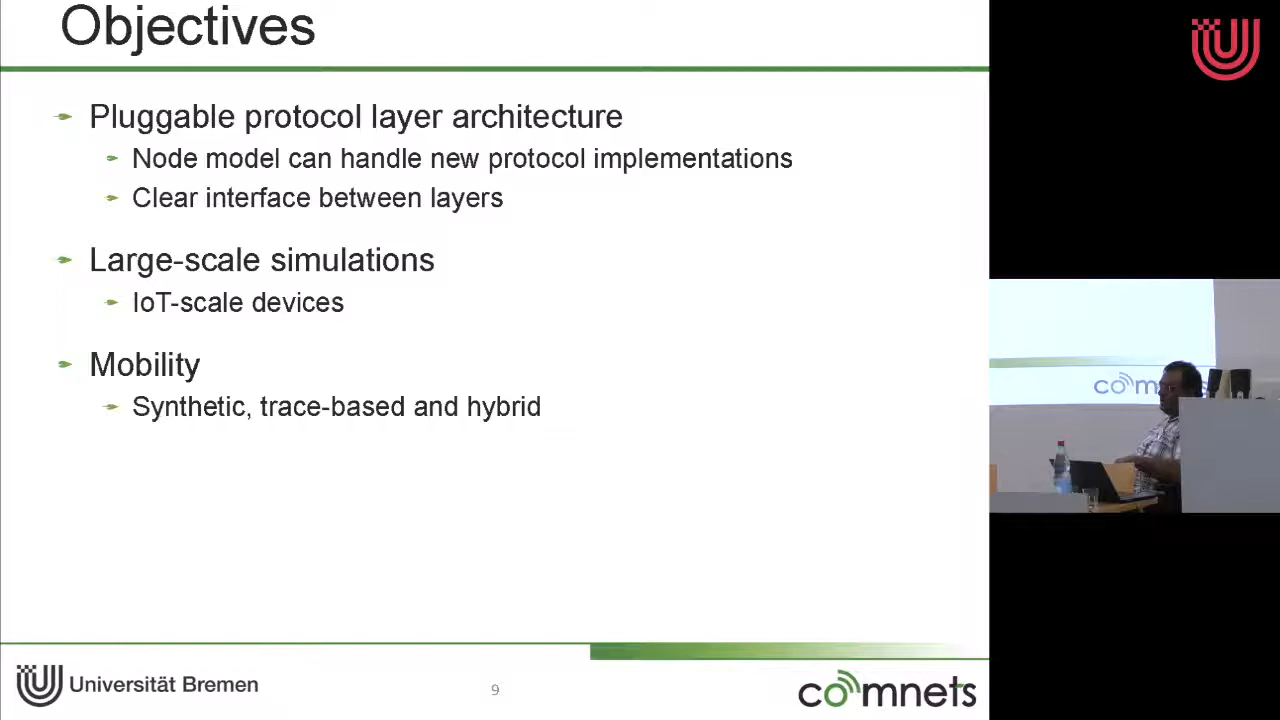 Objectives
Pluggable protocol layer architecture
Node model can handle new protocol implementations
Clear interface between layers
Large-scale simulations
IoT-scale devices
Mobility
Synthetic, trace-based and hybrid
Universität Bremen
9
comnets